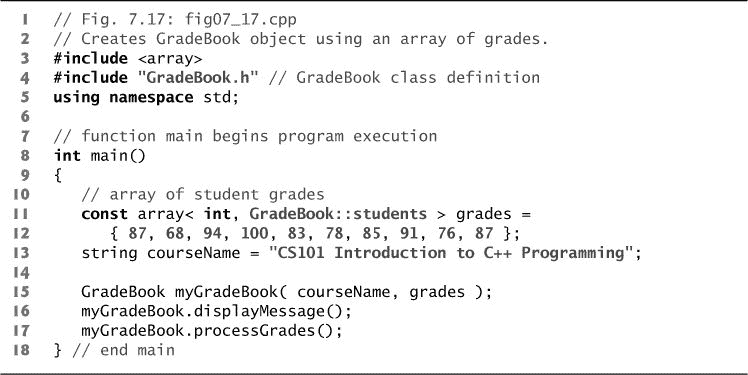 1 // Fig. 7.17: fig07_17.cpp
2 // Creates GradeBook object using an array of grades.
3 #include <array>
4 #include "GradeBook.h" // GradeBook class definition
5 using namespace std;
6
7 // function main begins program execution
8 int main()
9 {
10 // array of student grades
11 const array< int, GradeBook::students > grades =
12 { 87, 68, 94, 100, 83, 78, 85, 91, 76, 87 };
13 string courseName = "CS101 Introduction to C++ Programming";
14
15 GradeBook myGradeBook( courseName, grades );
16 myGradeBook.displayMessage();
17 myGradeBook.processGrades();
18 } // end main